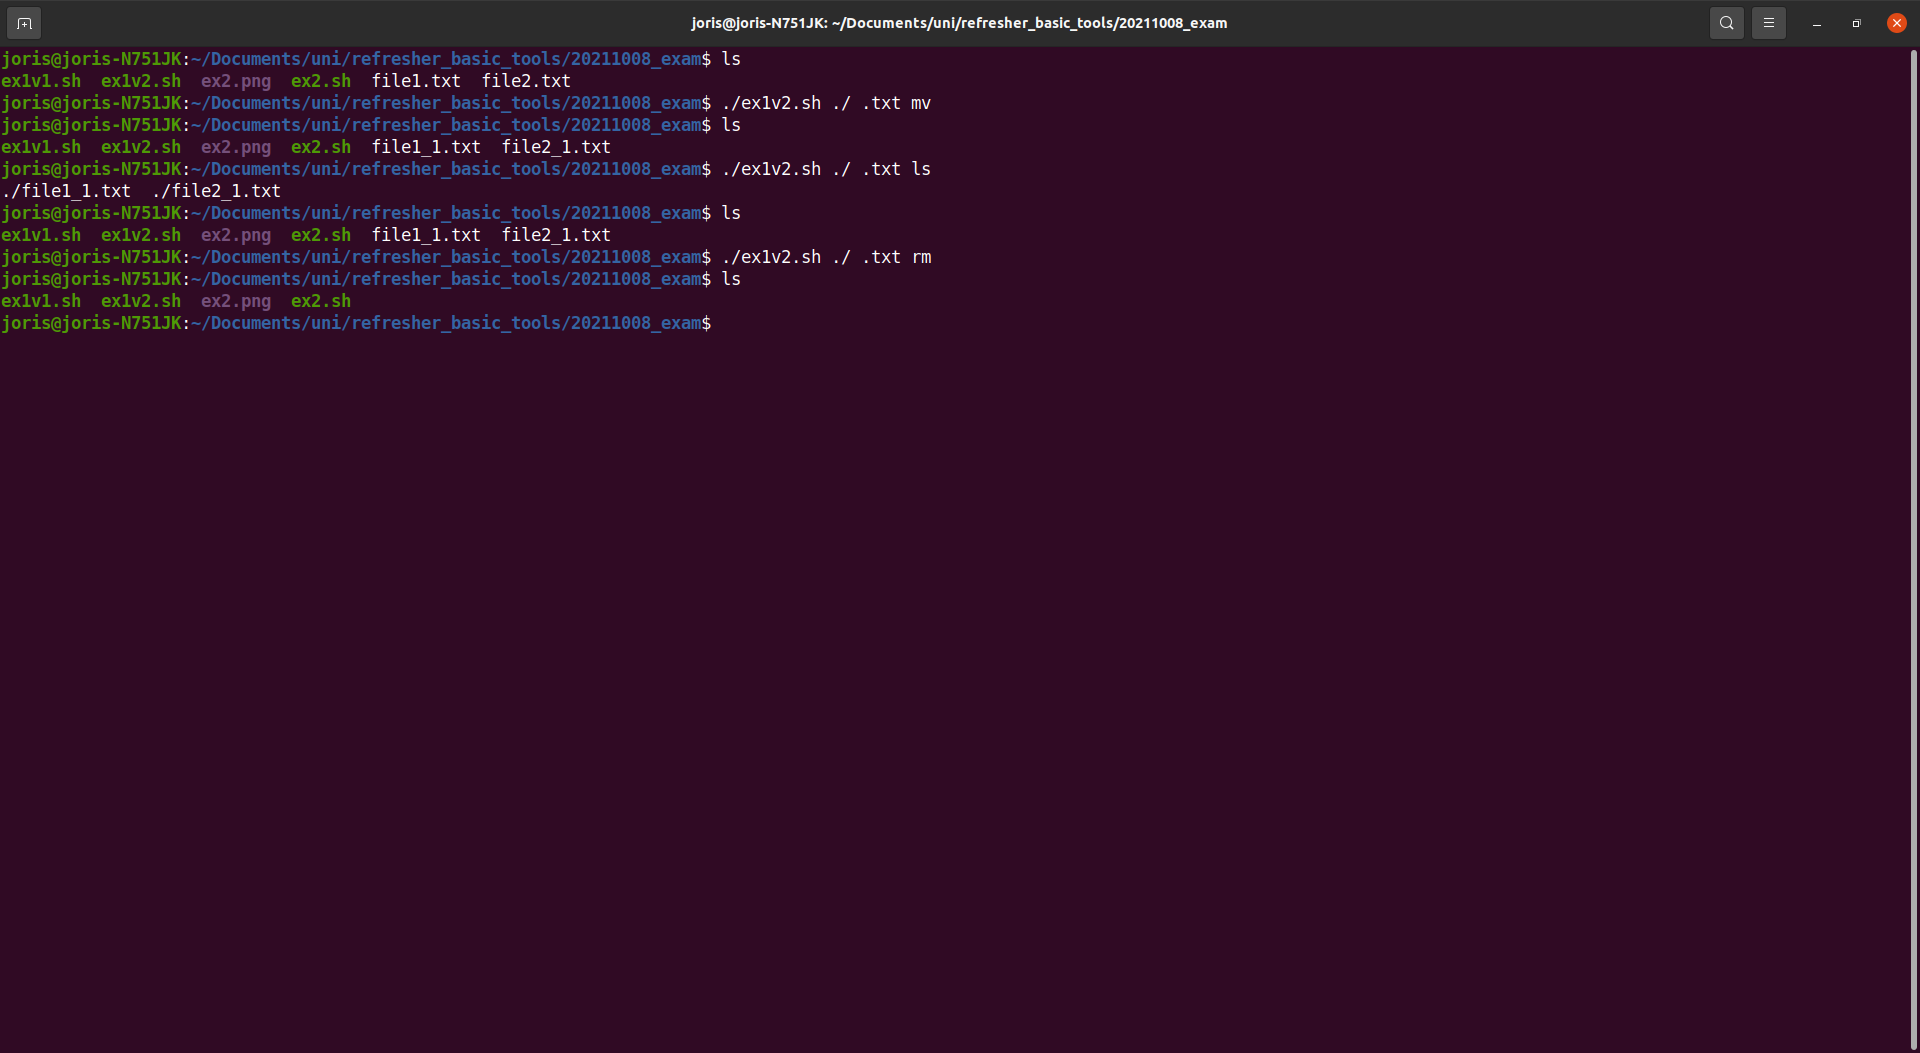 joris@joris-N751JK: ~/Documents/uni/refresher_basic_tools/20211008_exam
joris@joris-N751JK:~/Documents/uni/refresher_basic_tools/20211008_exam$ ls
ex1v1.sh  ex1v2.sh  ex2.png  ex2.sh  file1.txt  file2.txt
joris@joris-N751JK:~/Documents/uni/refresher_basic_tools/20211008_exam$ ./ex1v2.sh ./ .txt mv
joris@joris-N751JK:~/Documents/uni/refresher_basic_tools/20211008_exam$ ls
ex1v1.sh  ex1v2.sh  ex2.png  ex2.sh  file1_1.txt  file2_1.txt
joris@joris-N751JK:~/Documents/uni/refresher_basic_tools/20211008_exam$ ./ex1v2.sh ./ .txt ls
./file1_1.txt  ./file2_1.txt
joris@joris-N751JK:~/Documents/uni/refresher_basic_tools/20211008_exam$ ls
ex1v1.sh  ex1v2.sh  ex2.png  ex2.sh  file1_1.txt  file2_1.txt
joris@joris-N751JK:~/Documents/uni/refresher_basic_tools/20211008_exam$ ./ex1v2.sh ./ .txt rm
joris@joris-N751JK:~/Documents/uni/refresher_basic_tools/20211008_exam$ ls
ex1v1.sh  ex1v2.sh  ex2.png  ex2.sh
joris@joris-N751JK:~/Documents/uni/refresher_basic_tools/20211008_exam$